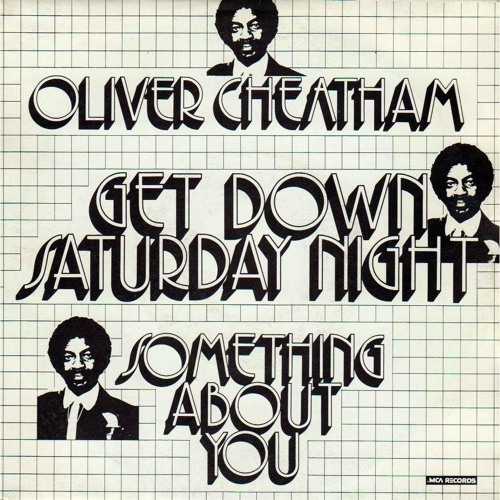 OLIVER CHEATHAM
GET DOWN
SATURDAY NIGHT
SOMETHING
ABOUT
YOU
MCA RECORDS